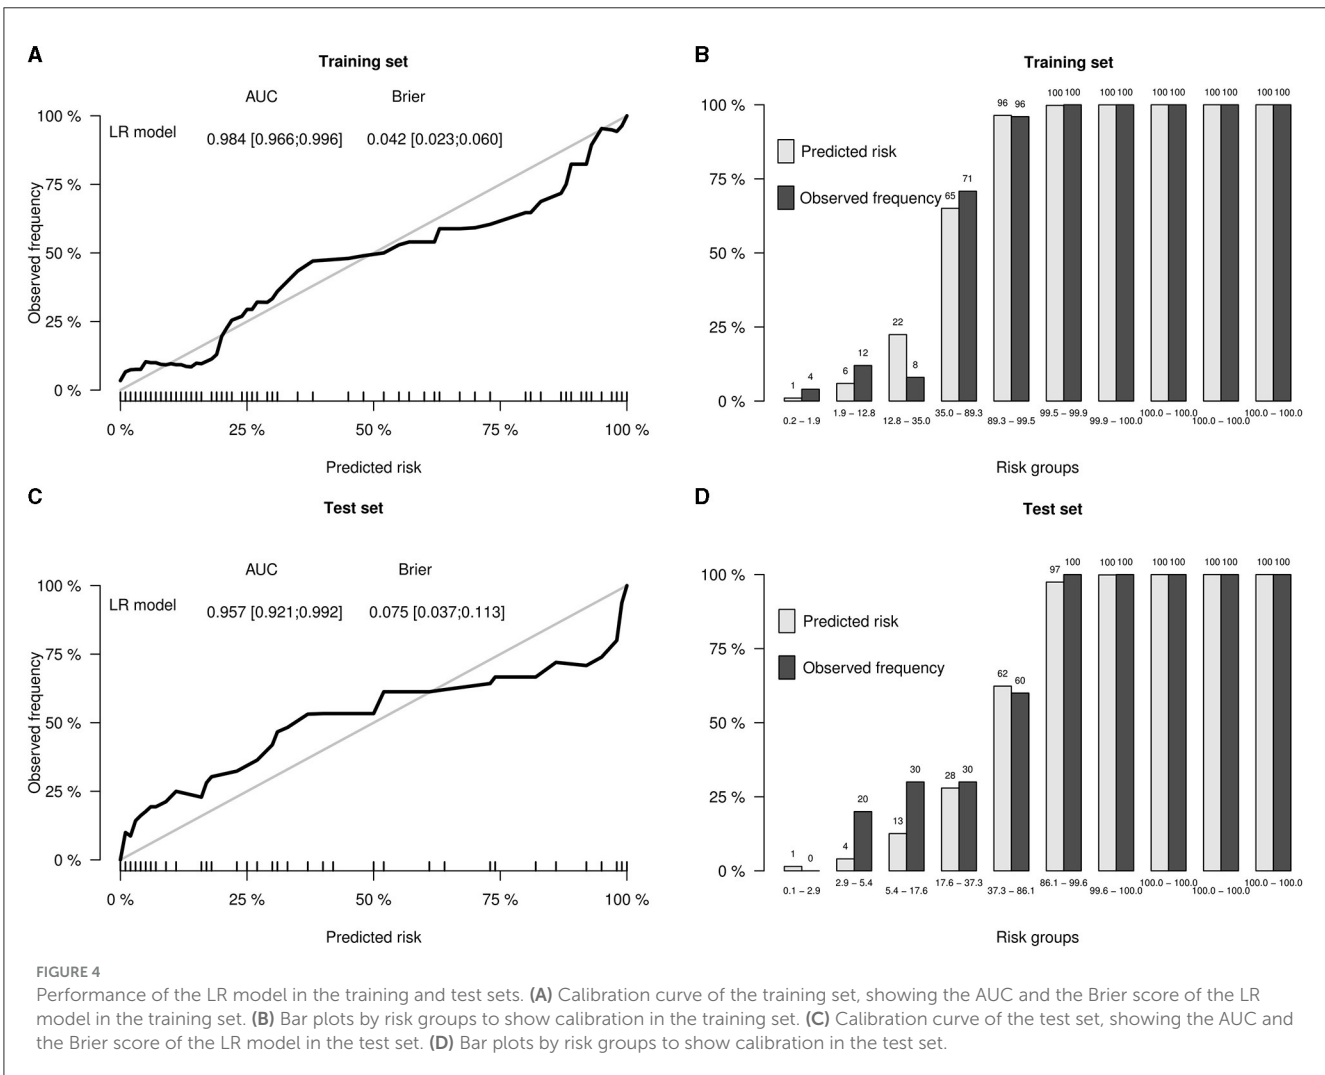 A
Training set
AUC Brier
LR model 0.984 [0.966;0.996] 0.042 [0.023;0.060]
100 %
75 %
50 %
25 %
0 %
Observed frequency
0 % 25 % 50 % 75 % 100 %
Predicted risk
B
Training set
100 %
75 %
50 %
25 %
0 %
Predicted risk
Observed frequency
1 4 6 12 22 8 65 71 96 96 100 100 100 100 100 100 100 100 100 100
0.2 – 1.9 1.9 – 12.8 12.8 – 35.0 35.0 – 89.3 89.3 – 99.5 99.5 – 99.9 99.9 – 100.0 100.0 – 100.0 100.0 – 100.0 100.0 – 100.0
Risk groups
C
Test set
AUC Brier
LR model 0.957 [0.921;0.992] 0.075 [0.037;0.113]
100 %
75 %
50 %
25 %
0 %
Observed frequency
0 % 25 % 50 % 75 % 100 %
Predicted risk
D
Test set
100 %
75 %
50 %
25 %
0 %
Predicted risk
Observed frequency
1 0 4 20 13 30 28 30 62 60 97 100 100 100 100 100 100 100 100 100
0.1 – 2.9 2.9 – 5.4 5.4 – 17.6 17.6 – 37.3 37.3 – 86.1 86.1 – 99.6 99.6 – 100.0 100.0 – 100.0 100.0 – 100.0 100.0 – 100.0
Risk groups
FIGURE 4
Performance of the LR model in the training and test sets. (A) Calibration curve of the training set, showing the AUC and the Brier score of the LR
model in the training set. (B) Bar plots by risk groups to show calibration in the training set. (C) Calibration curve of the test set, showing the AUC and
the Brier score of the LR model in the test set. (D) Bar plots by risk groups to show calibration in the test set.